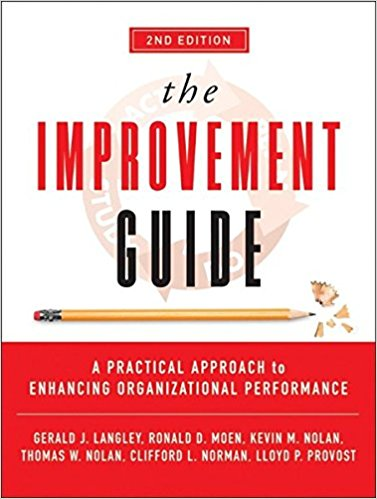 2ND EDITION
the
IMPROVEMENT
GUIDE
A PRACTICAL APPROACH to
ENHANCING ORGANIZATIONAL PERFORMANCE
GERALD J. LANGLEY, RONALD D. MOEN, KEVIN M. NOLAN,
THOMAS W. NOLAN, CLIFFORD L. NORMAN, LLOYD P. PROVOST